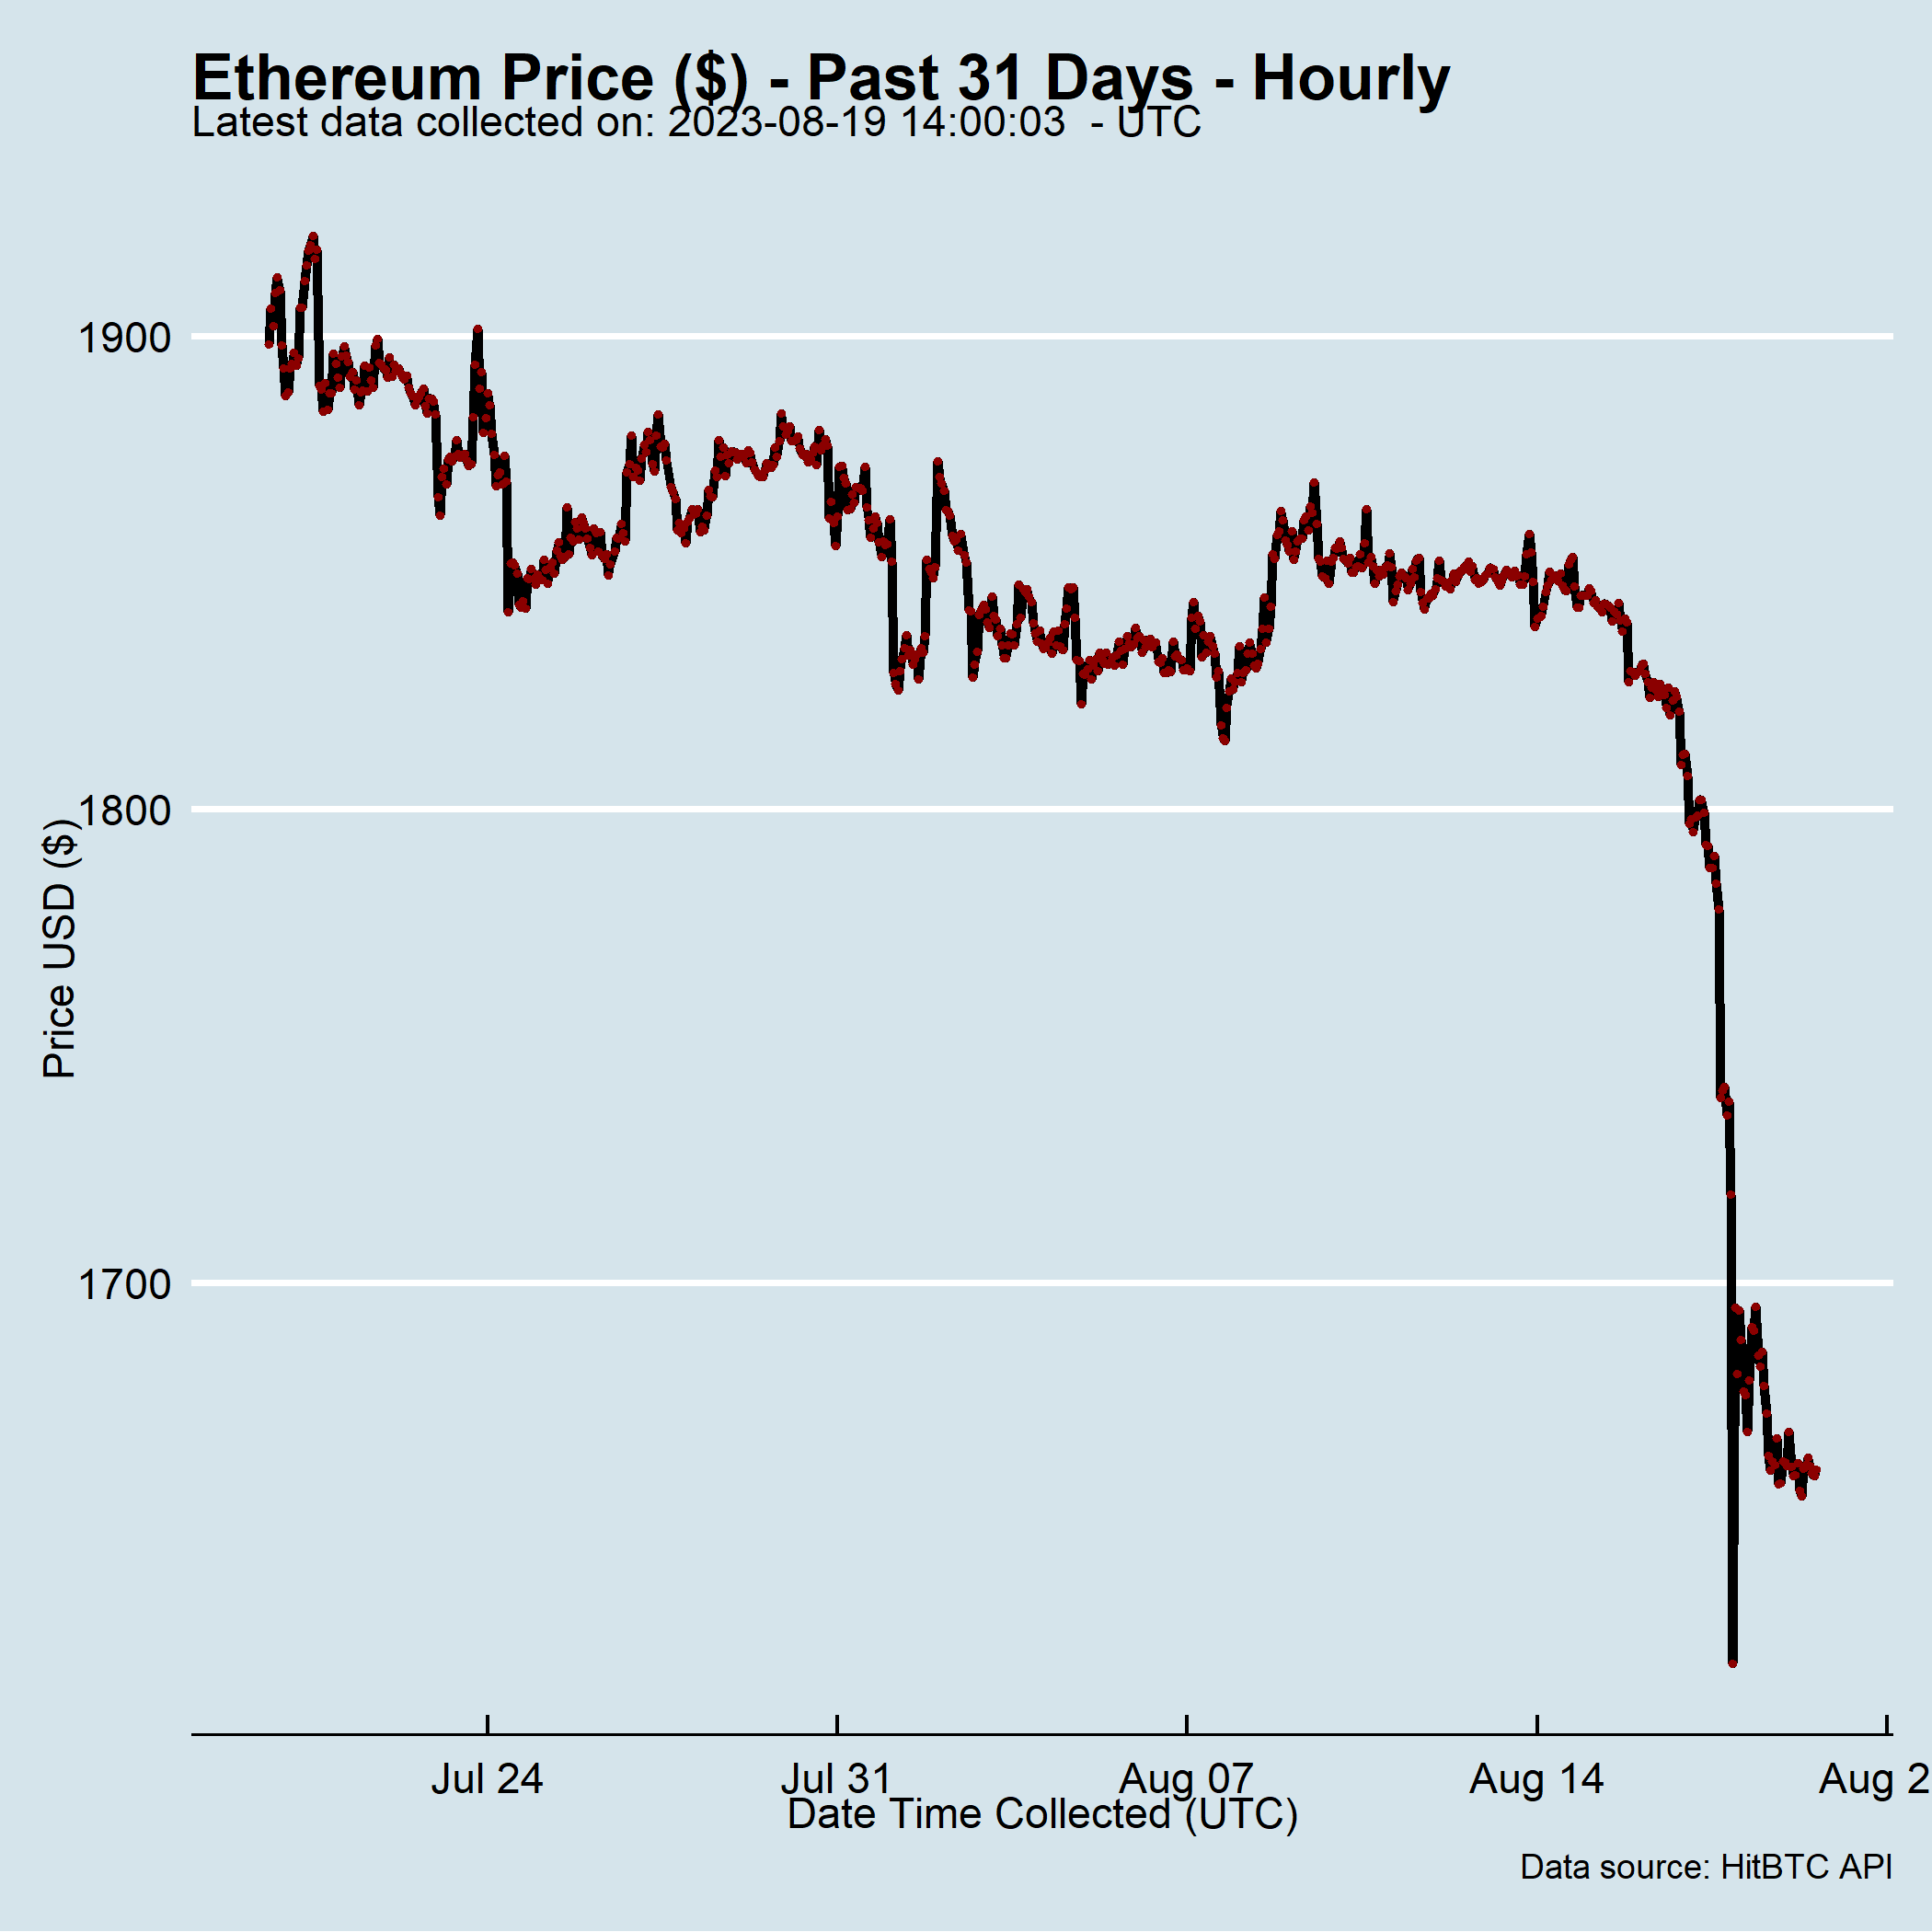 Ethereum Price ($) - Past 31 Days - Hourly
Latest data collected on: 2023-08-19 14:00:03  - UTC
1900
1800
1700
Price USD ($)
Jul 24
Jul 31
Aug 07
Aug 14
Aug 2
Date Time Collected (UTC)
Data source: HitBTC API